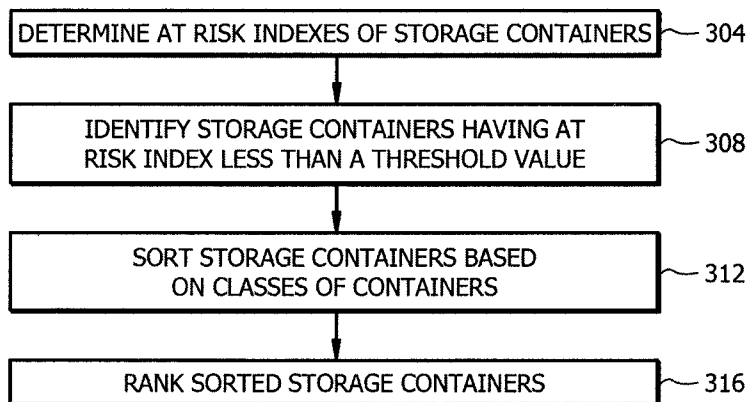 DETERMINE AT RISK INDEXES OF STORAGE CONTAINERS 304
IDENTIFY STORAGE CONTAINERS HAVING AT
RISK INDEX LESS THAN A THRESHOLD VALUE 308
SORT STORAGE CONTAINERS BASED
ON CLASSES OF CONTAINERS 312
RANK SORTED STORAGE CONTAINERS 316